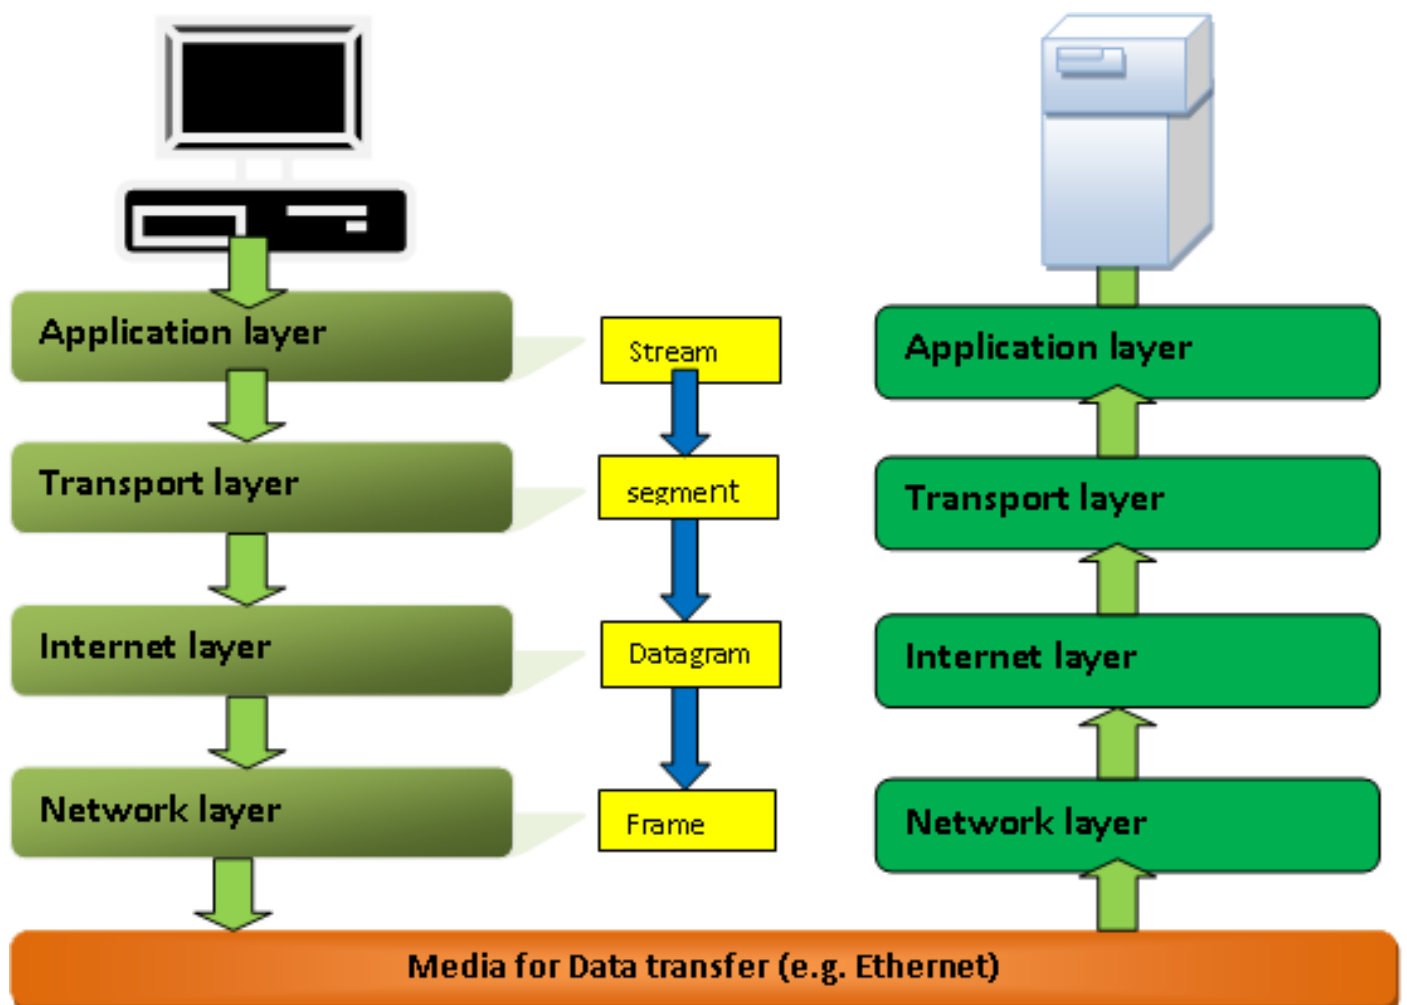 Application layer
Stream
Application layer
Transport layer
segment
Transport layer
Internet layer
Datagram
Internet layer
Network layer
Frame
Network layer
Media for Data transfer (e.g. Ethernet)